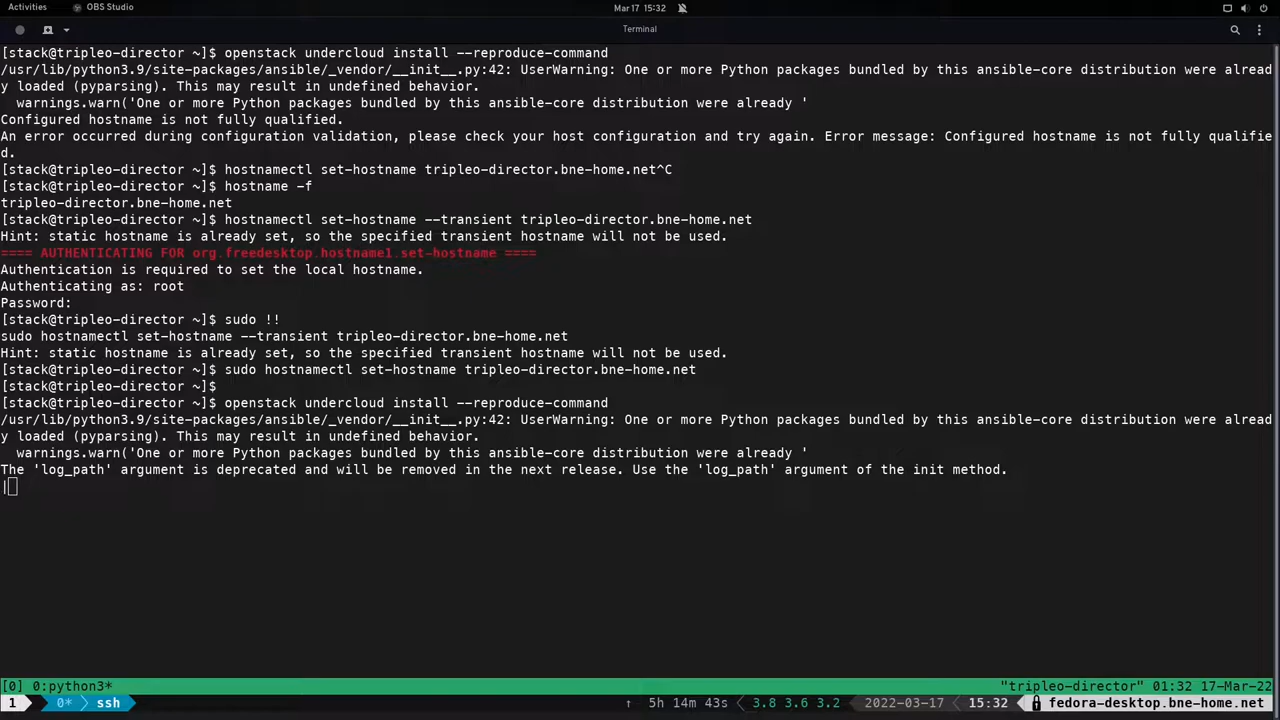 Activities
OBS Studio
Mar 17 15:32
Terminal
[stack@tripleo-director ~]$ openstack undercloud install --reproduce-command
/usr/lib/python3.9/site-packages/ansible/_vendor/__init__.py:42: UserWarning: One or more Python packages bundled by this ansible-core distribution were alread
y loaded (pyparsing). This may result in undefined behavior.
  warnings.warn('One or more Python packages bundled by this ansible-core distribution were already '
Configured hostname is not fully qualified.
An error occurred during configuration validation, please check your host configuration and try again. Error message: Configured hostname is not fully qualifie
d.
[stack@tripleo-director ~]$ hostnamectl set-hostname tripleo-director.bne-home.net^C
[stack@tripleo-director ~]$ hostname -f
tripleo-director.bne-home.net
[stack@tripleo-director ~]$ hostnamectl set-hostname --transient tripleo-director.bne-home.net
Hint: static hostname is already set, so the specified transient hostname will not be used.
==== AUTHENTICATING FOR org.freedesktop.hostname1.set-hostname ====
Authentication is required to set the local hostname.
Authenticating as: root
Password:
[stack@tripleo-director ~]$ sudo !!
sudo hostnamectl set-hostname --transient tripleo-director.bne-home.net
Hint: static hostname is already set, so the specified transient hostname will not be used.
[stack@tripleo-director ~]$ sudo hostnamectl set-hostname tripleo-director.bne-home.net
[stack@tripleo-director ~]$
[stack@tripleo-director ~]$ openstack undercloud install --reproduce-command
/usr/lib/python3.9/site-packages/ansible/_vendor/__init__.py:42: UserWarning: One or more Python packages bundled by this ansible-core distribution were alread
y loaded (pyparsing). This may result in undefined behavior.
  warnings.warn('One or more Python packages bundled by this ansible-core distribution were already '
The 'log_path' argument is deprecated and will be removed in the next release. Use the 'log_path' argument of the init method.
|
[0] 0:python3* "tripleo-director" 01:32 17-Mar-22
1 0* ssh ↑ 5h 14m 43s 3.8 3.6 3.2 2022-03-17 15:32 fedora-desktop.bne-home.net